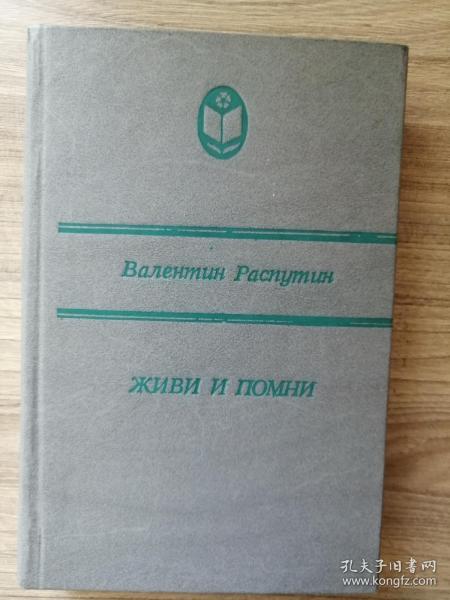 Валентин Распутин
ЖИВИ И ПОМНИ
孔夫子旧书网
www.kongfz.com